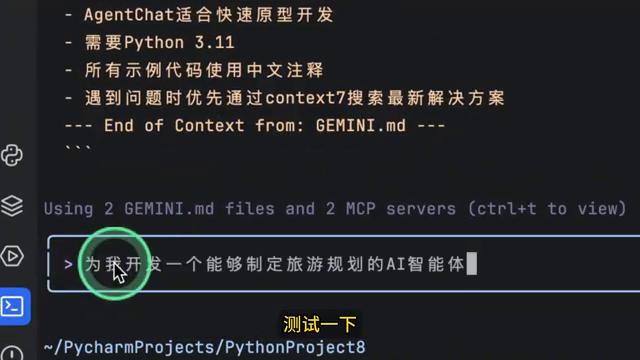 - AgentChat适合快速原型开发
- 需要Python 3.11
- 所有示例代码使用中文注释
- 遇到问题时优先通过context7搜索最新解决方案
--- End of Context from: GEMINI.md ---
```
Using 2 GEMINI.md files and 2 MCP servers (ctrl+t to view)
> 为我开发一个能够制定旅游规划的AI智能体
测试一下
~/PycharmProjects/PythonProject8